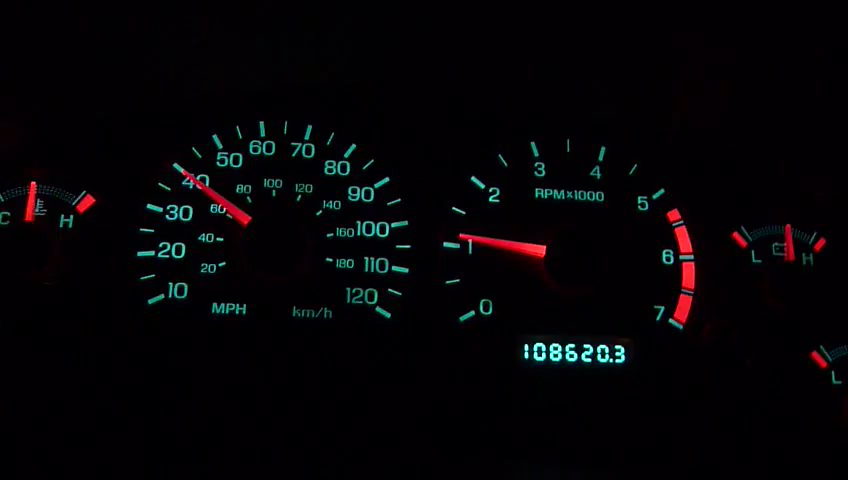 C H
10 20 30 40 50 60 70 80 90 100 110 120
20 40 60 80 100 120 140 160 180
MPH km/h
0 1 2 3 4 5 6 7
RPM×1000
108620.3
L H
L